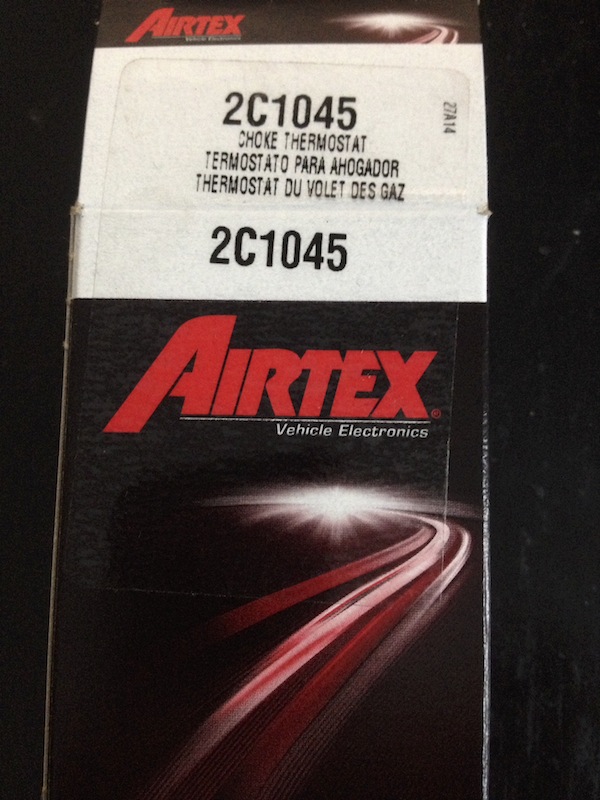 AIRTEX
Vehicle Electronics
2C1045
27A14
CHOKE THERMOSTAT
TERMOSTATO PARA AHOGADOR
THERMOSTAT DU VOLET DES GAZ
2C1045
AIRTEX®
Vehicle Electronics